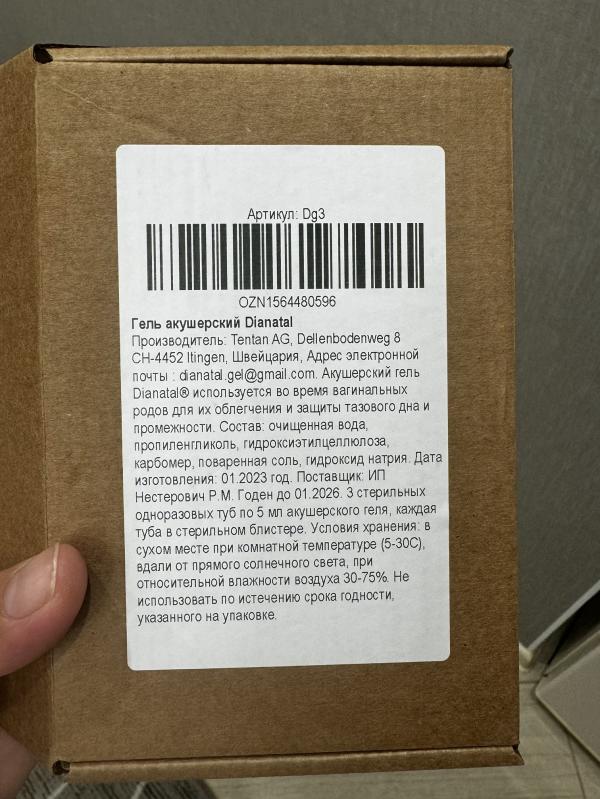 Артикул: Dg3
OZN1564480596
Гель акушерский Dianatal
Производитель: Tentan AG, Dellenbodenweg 8
CH-4452 Itingen, Швейцария, Адрес электронной
почты : dianatal.gel@gmail.com. Акушерский гель
Dianatal® используется во время вагинальных
родов для их облегчения и защиты тазового дна и
промежности. Состав: очищенная вода,
пропиленгликоль, гидроксиэтилцеллюлоза,
карбомер, поваренная соль, гидроксид натрия. Дата
изготовления: 01.2023 год. Поставщик: ИП
Нестерович Р.М. Годен до 01.2026. 3 стерильных
одноразовых туб по 5 мл акушерского геля, каждая
туба в стерильном блистере. Условия хранения: в
сухом месте при комнатной температуре (5-30С),
вдали от прямого солнечного света, при
относительной влажности воздуха 30-75%. Не
использовать по истечению срока годности,
указанного на упаковке.